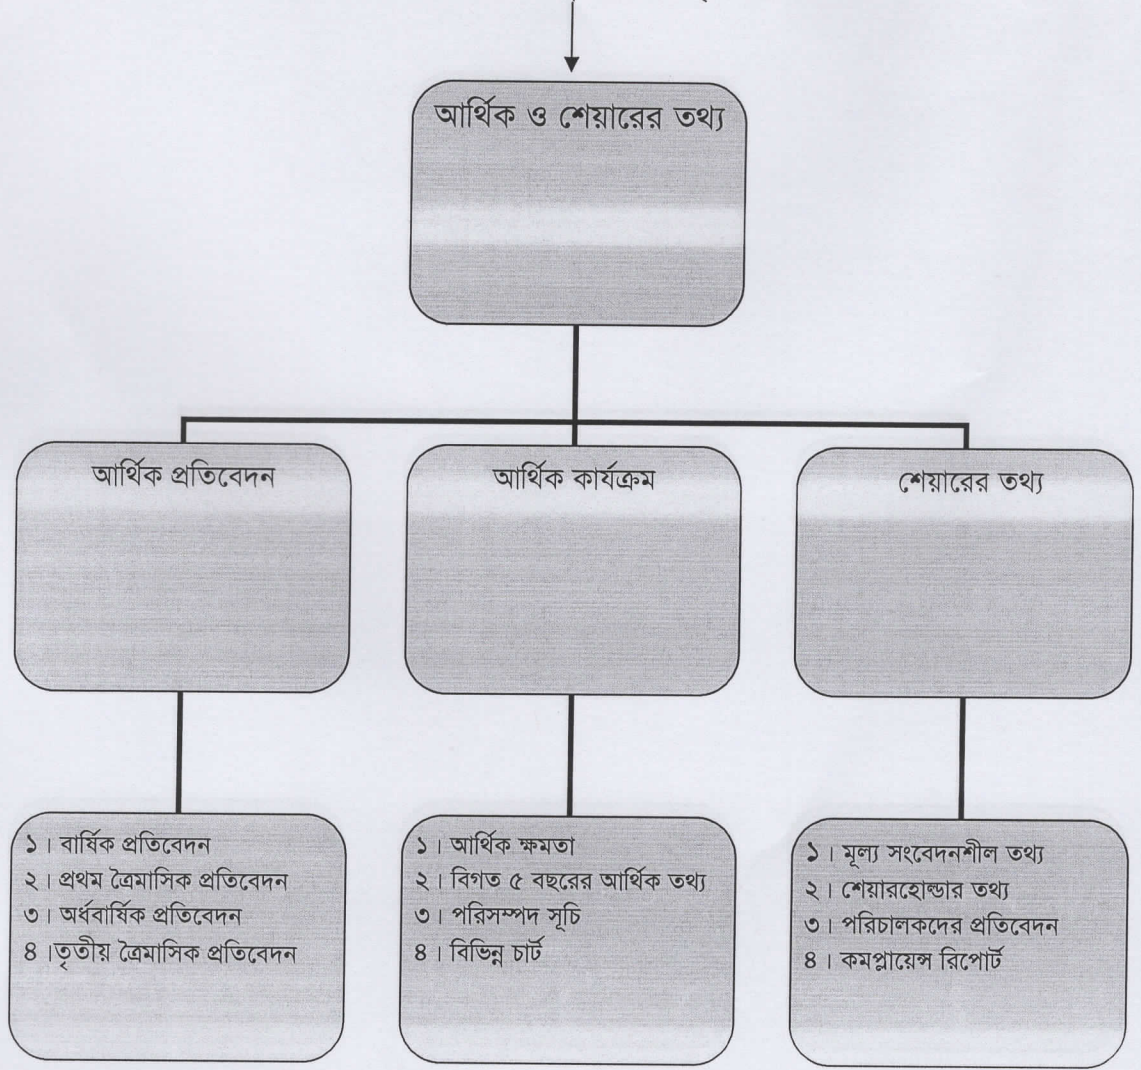 আর্থিক ও শেয়ারের তথ্য
আর্থিক প্রতিবেদন
আর্থিক কার্যক্রম
শেয়ারের তথ্য
১। বার্ষিক প্রতিবেদন
২। প্রথম ত্রৈমাসিক প্রতিবেদন
৩। অর্ধবার্ষিক প্রতিবেদন
৪।তৃতীয় ত্রৈমাসিক প্রতিবেদন
১। আর্থিক ক্ষমতা
২। বিগত ৫ বছরের আর্থিক তথ্য
৩। পরিসম্পদ সূচি
৪। বিভিন্ন চার্ট
১। মূল্য সংবেদনশীল তথ্য
২। শেয়ারহোল্ডার তথ্য
৩। পরিচালকদের প্রতিবেদন
৪। কমপ্লায়েন্স রিপোর্ট